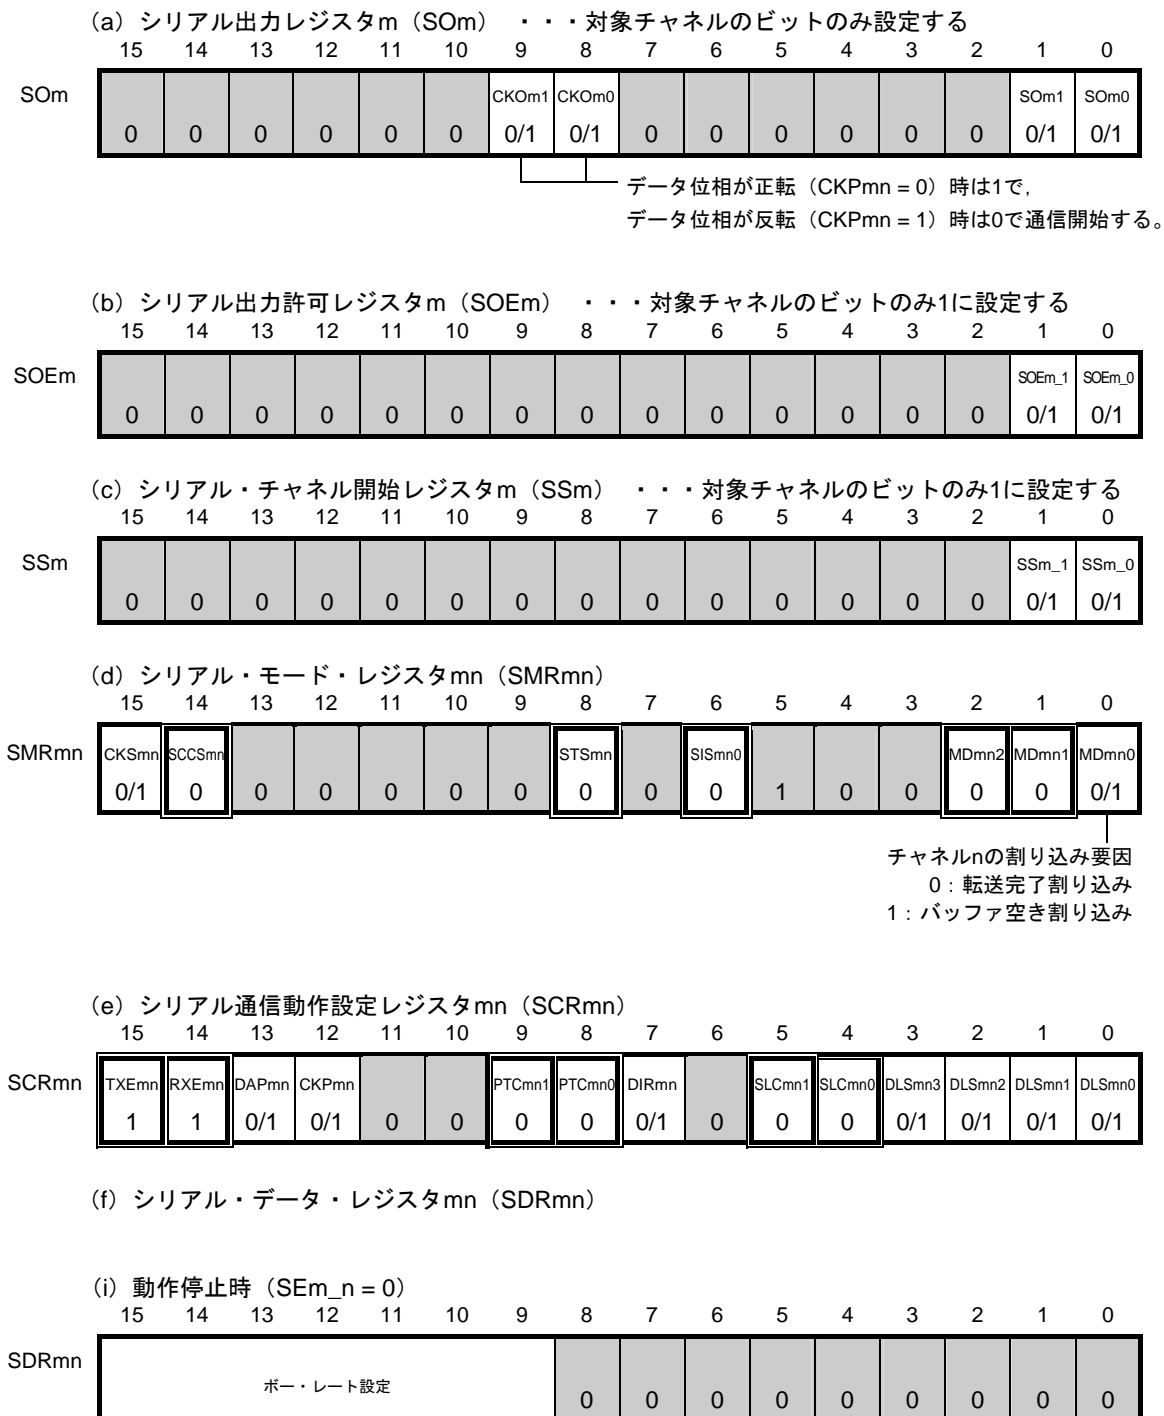 (a) シリアル出力レジスタm（SOm） ・・・対象チャネルのビットのみ設定する
15 14 13 12 11 10 9 8 7 6 5 4 3 2 1 0
SOm
CKOm1 CKOm0 SOm1 SOm0
0 0 0 0 0 0 0/1 0/1 0 0 0 0 0 0 0/1 0/1
データ位相が正転（CKPmn = 0）時は1で,
データ位相が反転（CKPmn = 1）時は0で通信開始する。
(b) シリアル出力許可レジスタm（SOEm） ・・・対象チャネルのビットのみ1に設定する
15 14 13 12 11 10 9 8 7 6 5 4 3 2 1 0
SOEm
SOEm_1 SOEm_0
0 0 0 0 0 0 0 0 0 0 0 0 0 0 0/1 0/1
(c) シリアル・チャネル開始レジスタm（SSm） ・・・対象チャネルのビットのみ1に設定する
15 14 13 12 11 10 9 8 7 6 5 4 3 2 1 0
SSm
SSm_1 SSm_0
0 0 0 0 0 0 0 0 0 0 0 0 0 0 0/1 0/1
(d) シリアル・モード・レジスタmn（SMRmn）
15 14 13 12 11 10 9 8 7 6 5 4 3 2 1 0
SMRmn
CKSmn SCCSmn STSmn SISmn0 MDmn2 MDmn1 MDmn0
0/1 0 0 0 0 0 0 0 0 0 1 0 0 0 0 0/1
チャネルnの割り込み要因
0：転送完了割り込み
1：バッファ空き割り込み
(e) シリアル通信動作設定レジスタmn（SCRmn）
15 14 13 12 11 10 9 8 7 6 5 4 3 2 1 0
SCRmn
TXEmn RXEmn DAPmn CKPmn PTCmn1 PTCmn0 DIRmn SLCmn1 SLCmn0 DLSmn3 DLSmn2 DLSmn1 DLSmn0
1 1 0/1 0/1 0 0 0 0 0/1 0 0 0 0/1 0/1 0/1 0/1
(f) シリアル・データ・レジスタmn（SDRmn）
(i) 動作停止時（SEm_n = 0）
15 14 13 12 11 10 9 8 7 6 5 4 3 2 1 0
SDRmn
ボー・レート設定
0 0 0 0 0 0 0 0 0